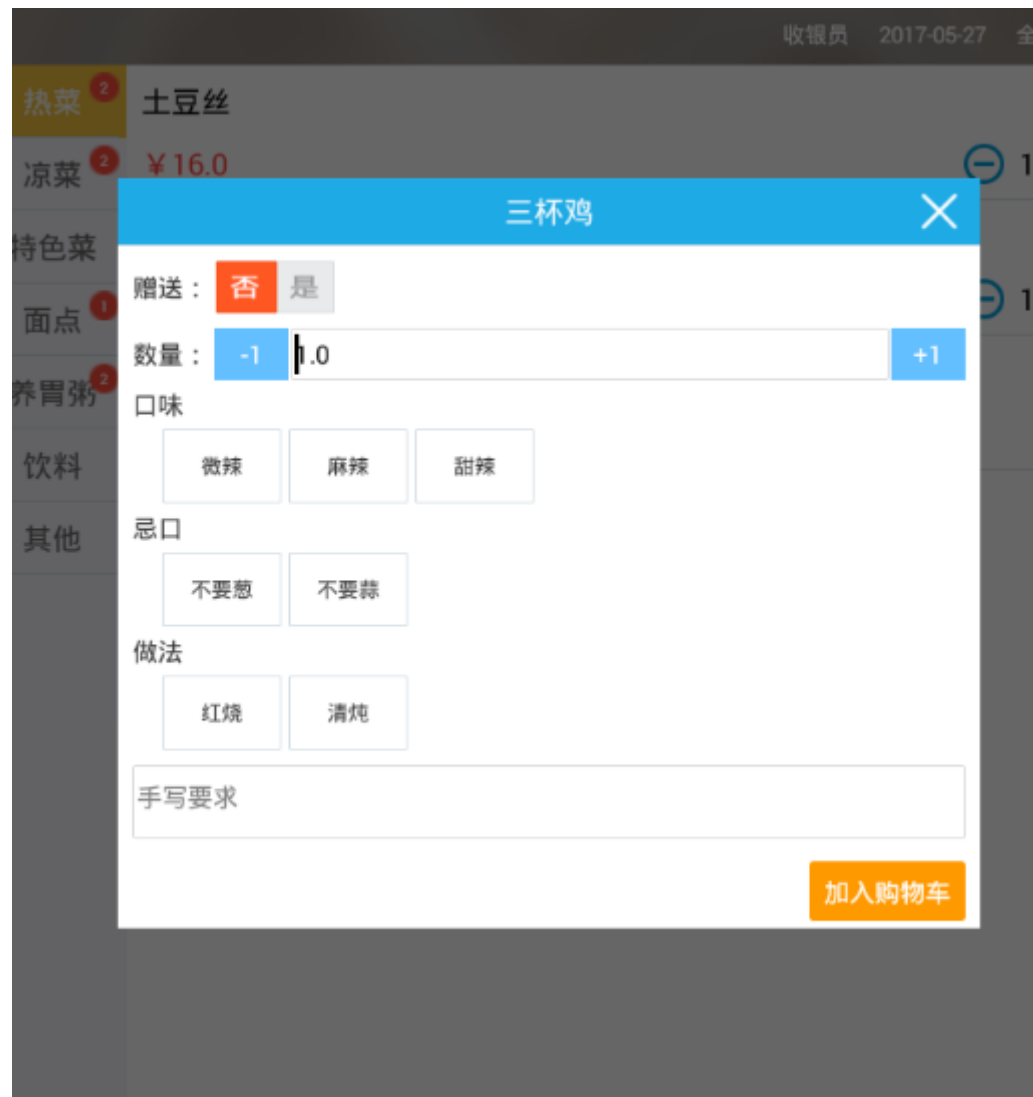 收银员 2017-05-27 全
热菜 2
土豆丝
凉菜 2
¥16.0
1
特色菜
面点 1
1
养胃粥 2
饮料
其他
三杯鸡
赠送： 否 是
数量： -1 1.0 +1
口味
微辣 麻辣 甜辣
忌口
不要葱 不要蒜
做法
红烧 清炖
手写要求
加入购物车